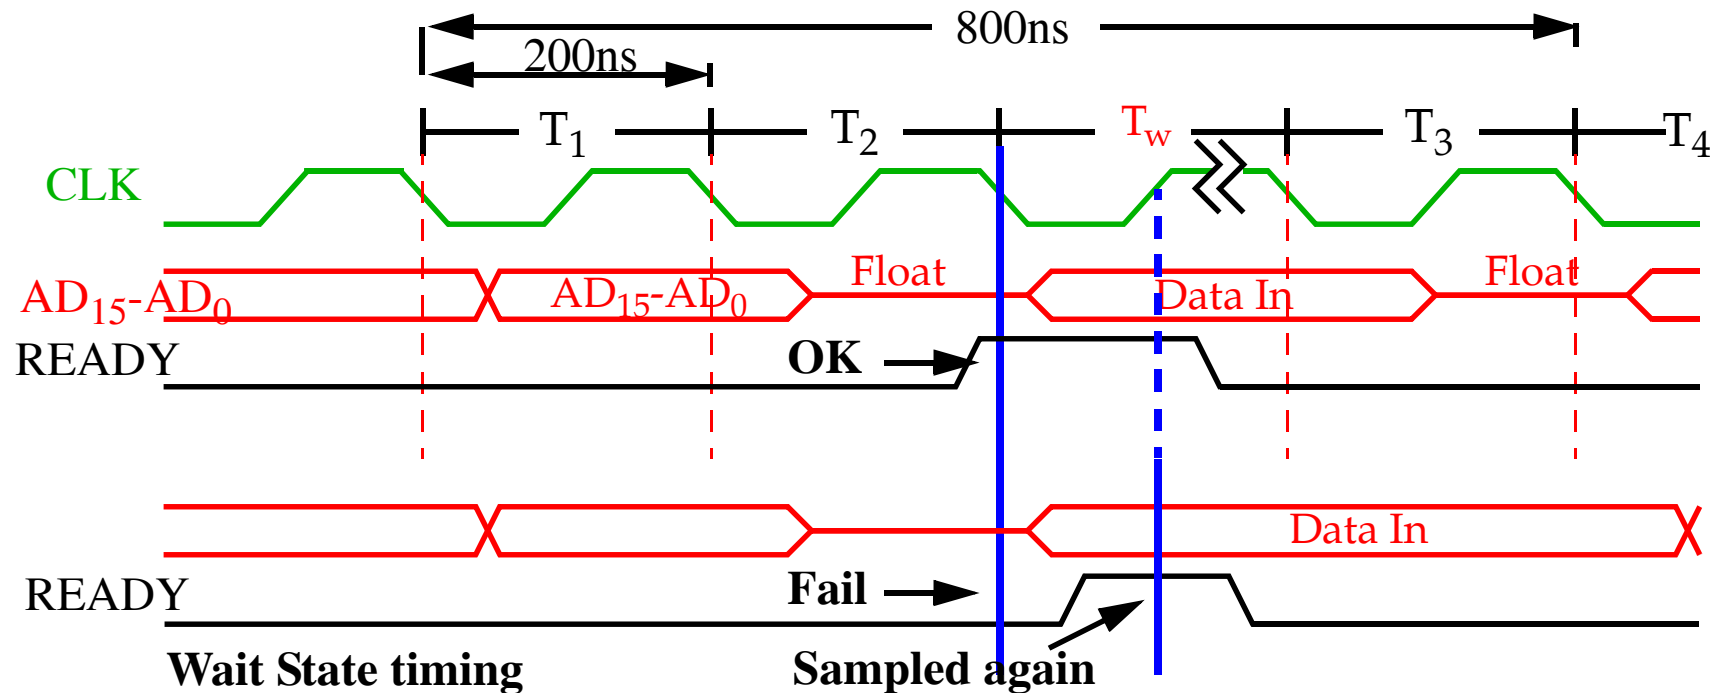 800ns
200ns
T1 T2 Tw T3 T4
CLK
Float Float
AD15-AD0 AD15-AD0 Data In
READY OK
Data In
READY Fail
Wait State timing Sampled again